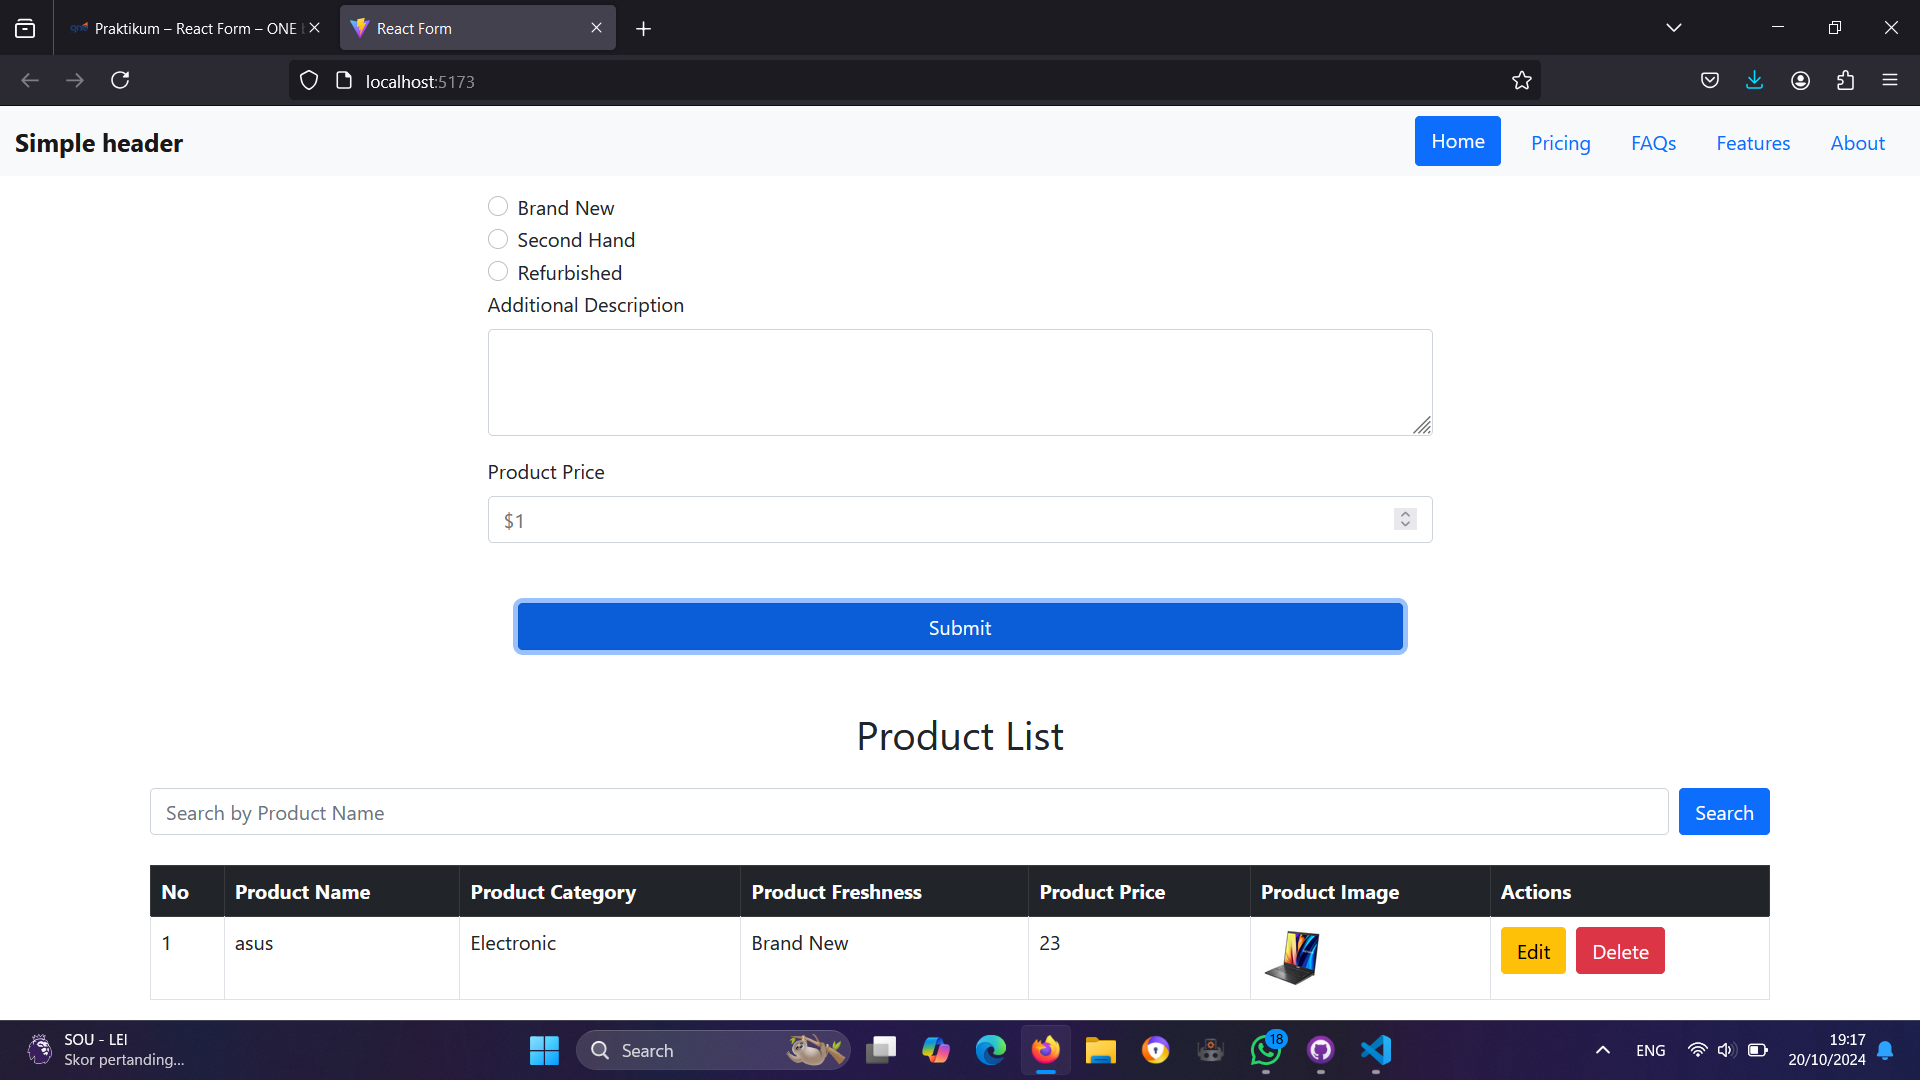 Praktikum – React Form – ONE
React Form
localhost:5173
Simple header
Home
Pricing
FAQs
Features
About
Brand New
Second Hand
Refurbished
Additional Description
Product Price
$1
Submit
Product List
Search by Product Name
Search
No Product Name Product Category Product Freshness Product Price Product Image Actions
1 asus Electronic Brand New 23 Edit Delete
SOU - LEI
Skor pertanding...
Search
18
ENG
19:17
20/10/2024